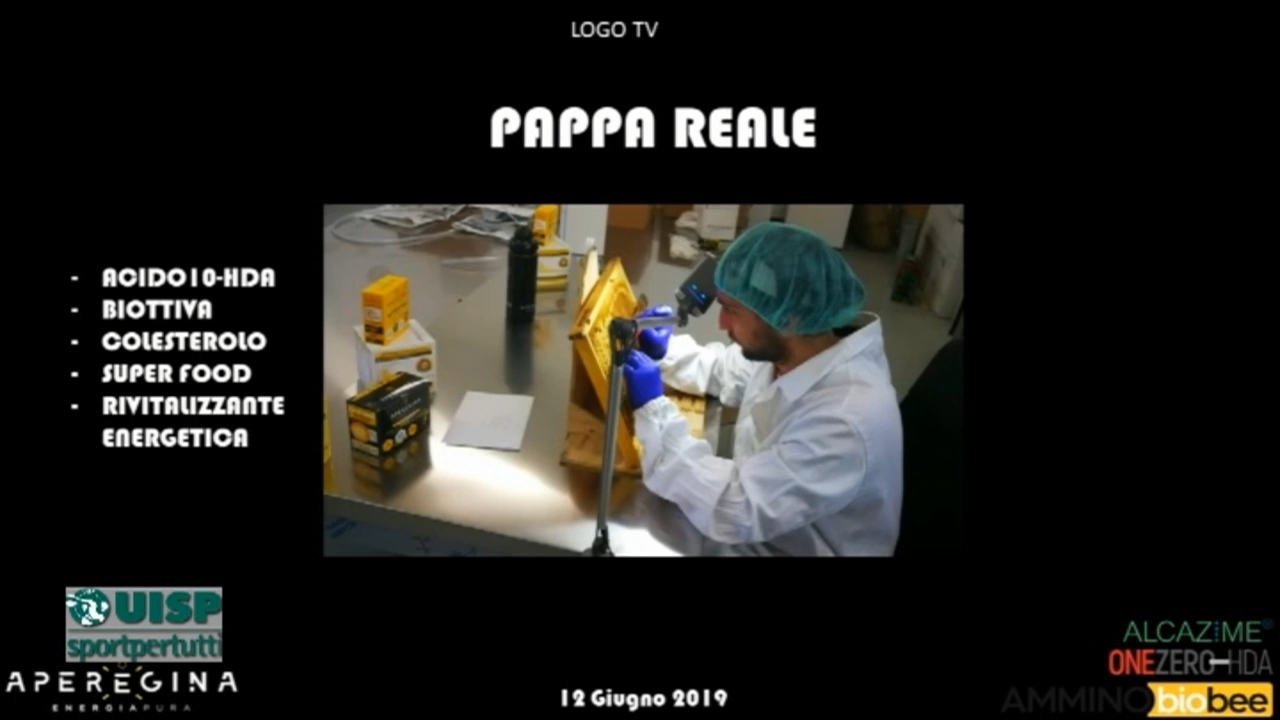 LOGO TV
PAPPA REALE
- ACIDO10-HDA
- BIOTTIVA
- COLESTEROLO
- SUPER FOOD
- RIVITALIZZANTE
ENERGETICA
UISP
sportpertutti
APEREGINA
ENERGIAPURA
12 Giugno 2019
ALCAZIME®
ONEZERO-HDA
AMMINO biobee